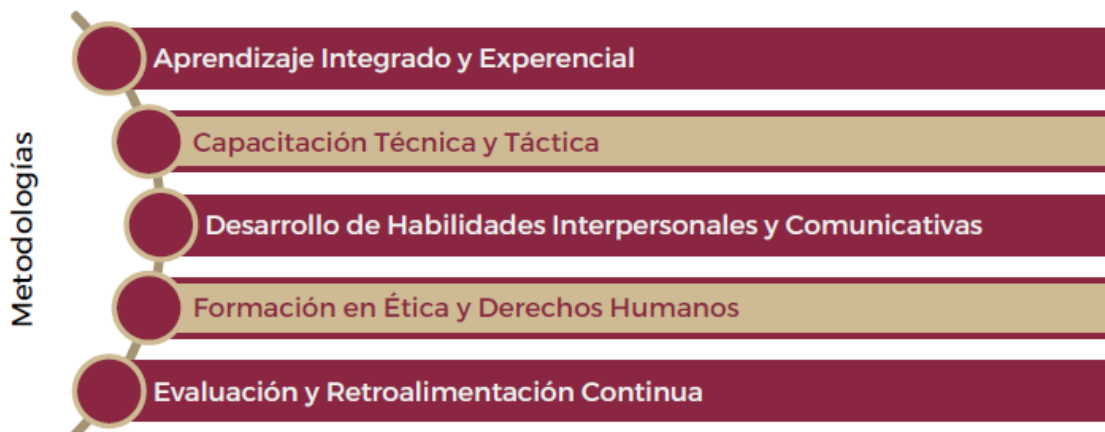 Metodologías
Aprendizaje Integrado y Experencial
Capacitación Técnica y Táctica
Desarrollo de Habilidades Interpersonales y Comunicativas
Formación en Ética y Derechos Humanos
Evaluación y Retroalimentación Continua